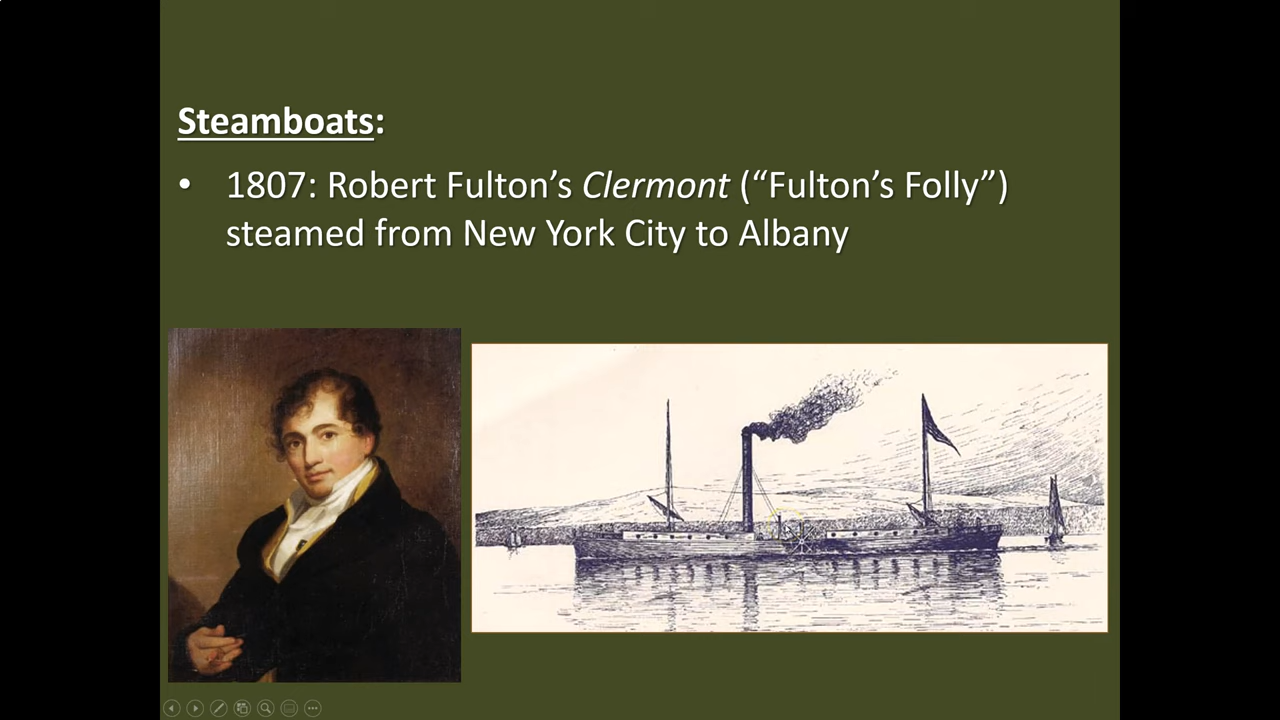 Steamboats:
• 1807: Robert Fulton’s Clermont (“Fulton’s Folly”)
steamed from New York City to Albany